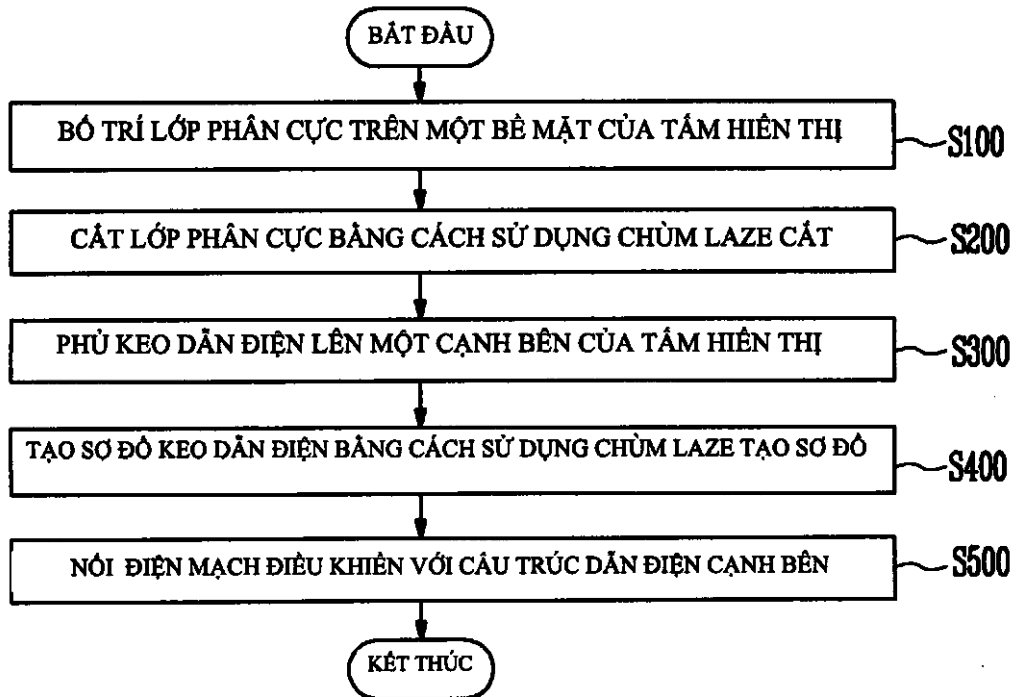 BẮT ĐẦU
BỐ TRÍ LỚP PHÂN CỰC TRÊN MỘT BỀ MẶT CỦA TẤM HIỂN THỊ
S100
CẮT LỚP PHÂN CỰC BẰNG CÁCH SỬ DỤNG CHÙM LAZE CẮT
S200
PHỦ KEO DẪN ĐIỆN LÊN MỘT CẠNH BÊN CỦA TẤM HIỂN THỊ
S300
TẠO SƠ ĐỒ KEO DẪN ĐIỆN BẰNG CÁCH SỬ DỤNG CHÙM LAZE TẠO SƠ ĐỒ
S400
NỐI ĐIỆN MẠCH ĐIỀU KHIỂN VỚI CẤU TRÚC DẪN ĐIỆN CẠNH BÊN
S500
KẾT THÚC